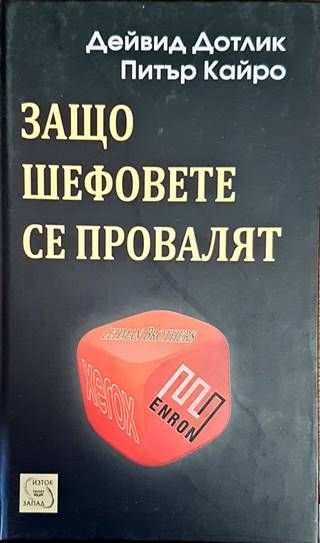 Дейвид Дотлик
Питър Кайро
ЗАЩО
ШЕФОВЕТЕ
СЕ ПРОВАЛЯТ
LEHMAN BROTHERS
xerox
ENRON
ИЗТОК
ЗАПАД